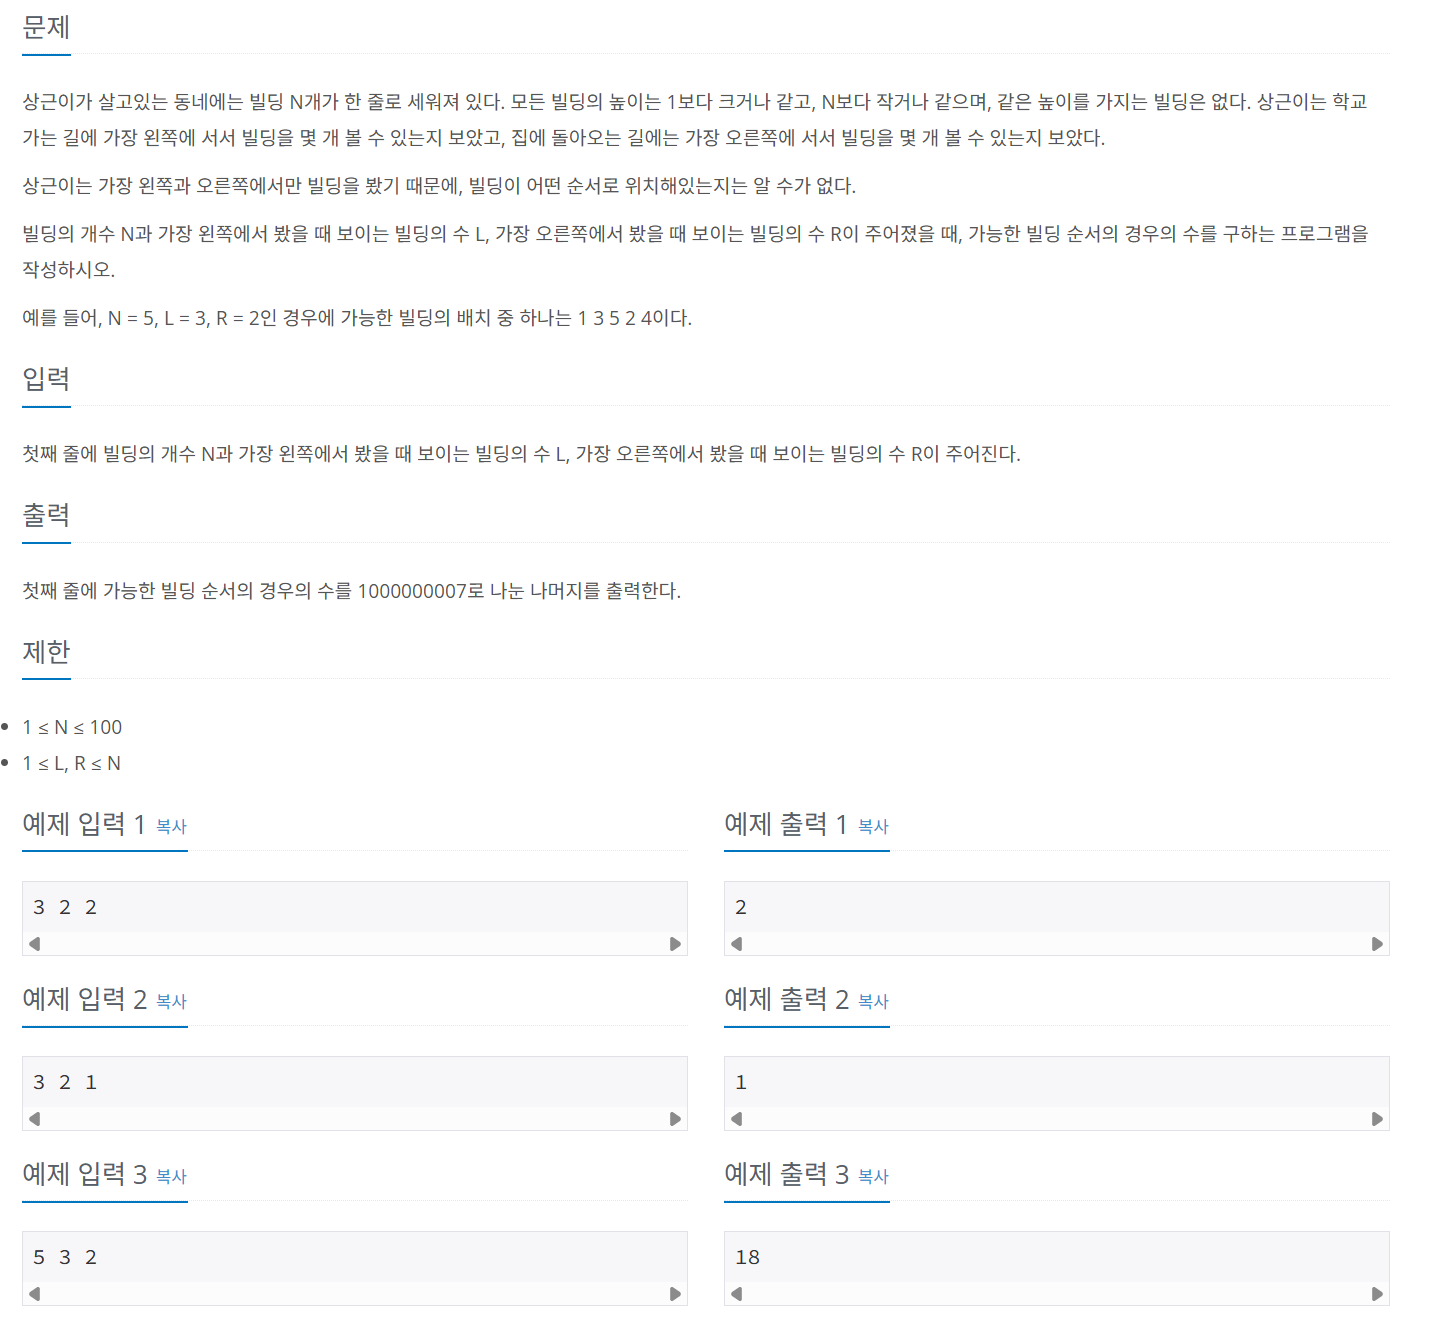 문제
상근이가 살고있는 동네에는 빌딩 N개가 한 줄로 세워져 있다. 모든 빌딩의 높이는 1보다 크거나 같고, N보다 작거나 같으며, 같은 높이를 가지는 빌딩은 없다. 상근이는 학교
가는 길에 가장 왼쪽에 서서 빌딩을 몇 개 볼 수 있는지 보았고, 집에 돌아오는 길에는 가장 오른쪽에 서서 빌딩을 몇 개 볼 수 있는지 보았다.
상근이는 가장 왼쪽과 오른쪽에서만 빌딩을 봤기 때문에, 빌딩이 어떤 순서로 위치해있는지는 알 수가 없다.
빌딩의 개수 N과 가장 왼쪽에서 봤을 때 보이는 빌딩의 수 L, 가장 오른쪽에서 봤을 때 보이는 빌딩의 수 R이 주어졌을 때, 가능한 빌딩 순서의 경우의 수를 구하는 프로그램을
작성하시오.
예를 들어, N = 5, L = 3, R = 2인 경우에 가능한 빌딩의 배치 중 하나는 1 3 5 2 4이다.
입력
첫째 줄에 빌딩의 개수 N과 가장 왼쪽에서 봤을 때 보이는 빌딩의 수 L, 가장 오른쪽에서 봤을 때 보이는 빌딩의 수 R이 주어진다.
출력
첫째 줄에 가능한 빌딩 순서의 경우의 수를 1000000007로 나눈 나머지를 출력한다.
제한
1 ≤ N ≤ 100
1 ≤ L, R ≤ N
예제 입력 1 복사
예제 출력 1 복사
3 2 2
2
예제 입력 2 복사
예제 출력 2 복사
3 2 1
1
예제 입력 3 복사
예제 출력 3 복사
5 3 2
18